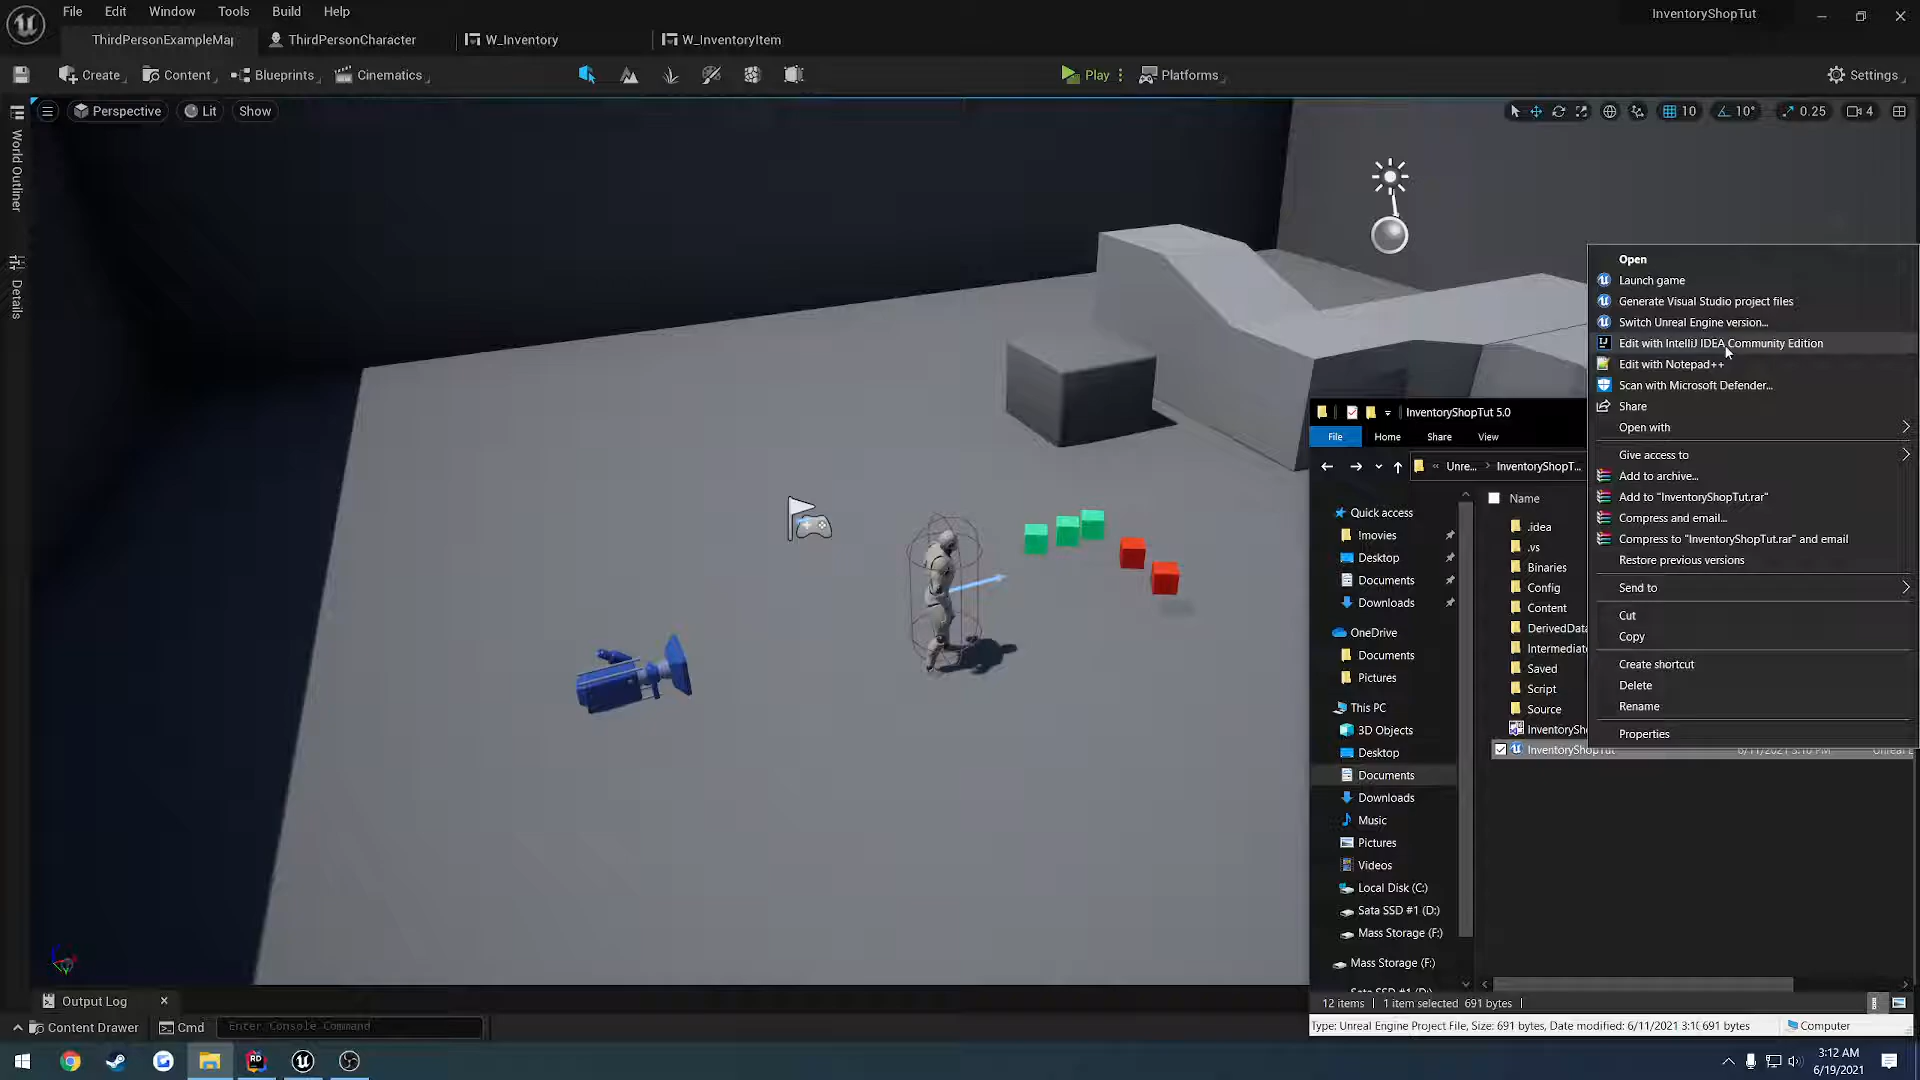 File Edit Window Tools Build Help
InventoryShopTut
ThirdPersonExampleMap
ThirdPersonCharacter
W_Inventory
W_InventoryItem
Create
Content
Blueprints
Cinematics
Play
Platforms
Settings
Perspective
Lit
Show
10
10°
0.25
4
World Outliner
Details
Open
Launch game
Generate Visual Studio project files
Switch Unreal Engine version...
Edit with IntelliJ IDEA Community Edition
Edit with Notepad++
Scan with Microsoft Defender...
Share
Open with
Give access to
Add to archive...
Add to "InventoryShopTut.rar"
Compress and email...
Compress to "InventoryShopTut.rar" and email
Restore previous versions
Send to
Cut
Copy
Create shortcut
Delete
Rename
Properties
InventoryShopTut 5.0
File Home Share View
« Unre... > InventoryShopT...
Name
Quick access
!movies
Desktop
Documents
Downloads
OneDrive
Documents
Pictures
This PC
3D Objects
Desktop
Documents
Downloads
Music
Pictures
Videos
Local Disk (C:)
Sata SSD #1 (D:)
Mass Storage (F:)
Mass Storage (F:)
.idea
.vs
Binaries
Config
Content
DerivedData
Intermediate
Saved
Script
Source
InventorySho
InventoryShopTut
12 items 1 item selected 691 bytes
Type: Unreal Engine Project File, Size: 691 bytes, Date modified: 6/11/2021 3:10 691 bytes
Computer
Output Log
Content Drawer
Cmd
Enter Console Command
RD
3:12 AM
6/19/2021